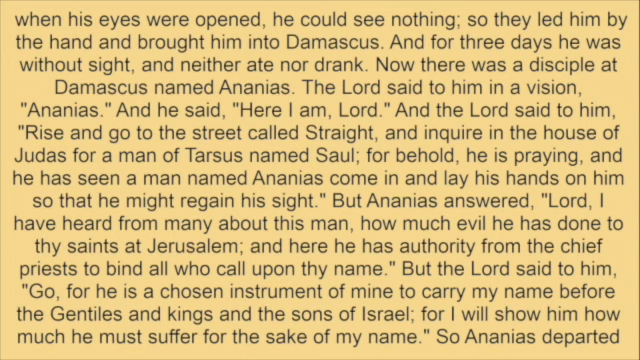 when his eyes were opened, he could see nothing; so they led him by
the hand and brought him into Damascus. And for three days he was
without sight, and neither ate nor drank. Now there was a disciple at
Damascus named Ananias. The Lord said to him in a vision,
"Ananias." And he said, "Here I am, Lord." And the Lord said to him,
"Rise and go to the street called Straight, and inquire in the house of
Judas for a man of Tarsus named Saul; for behold, he is praying, and
he has seen a man named Ananias come in and lay his hands on him
so that he might regain his sight." But Ananias answered, "Lord, I
have heard from many about this man, how much evil he has done to
thy saints at Jerusalem; and here he has authority from the chief
priests to bind all who call upon thy name." But the Lord said to him,
"Go, for he is a chosen instrument of mine to carry my name before
the Gentiles and kings and the sons of Israel; for I will show him how
much he must suffer for the sake of my name." So Ananias departed